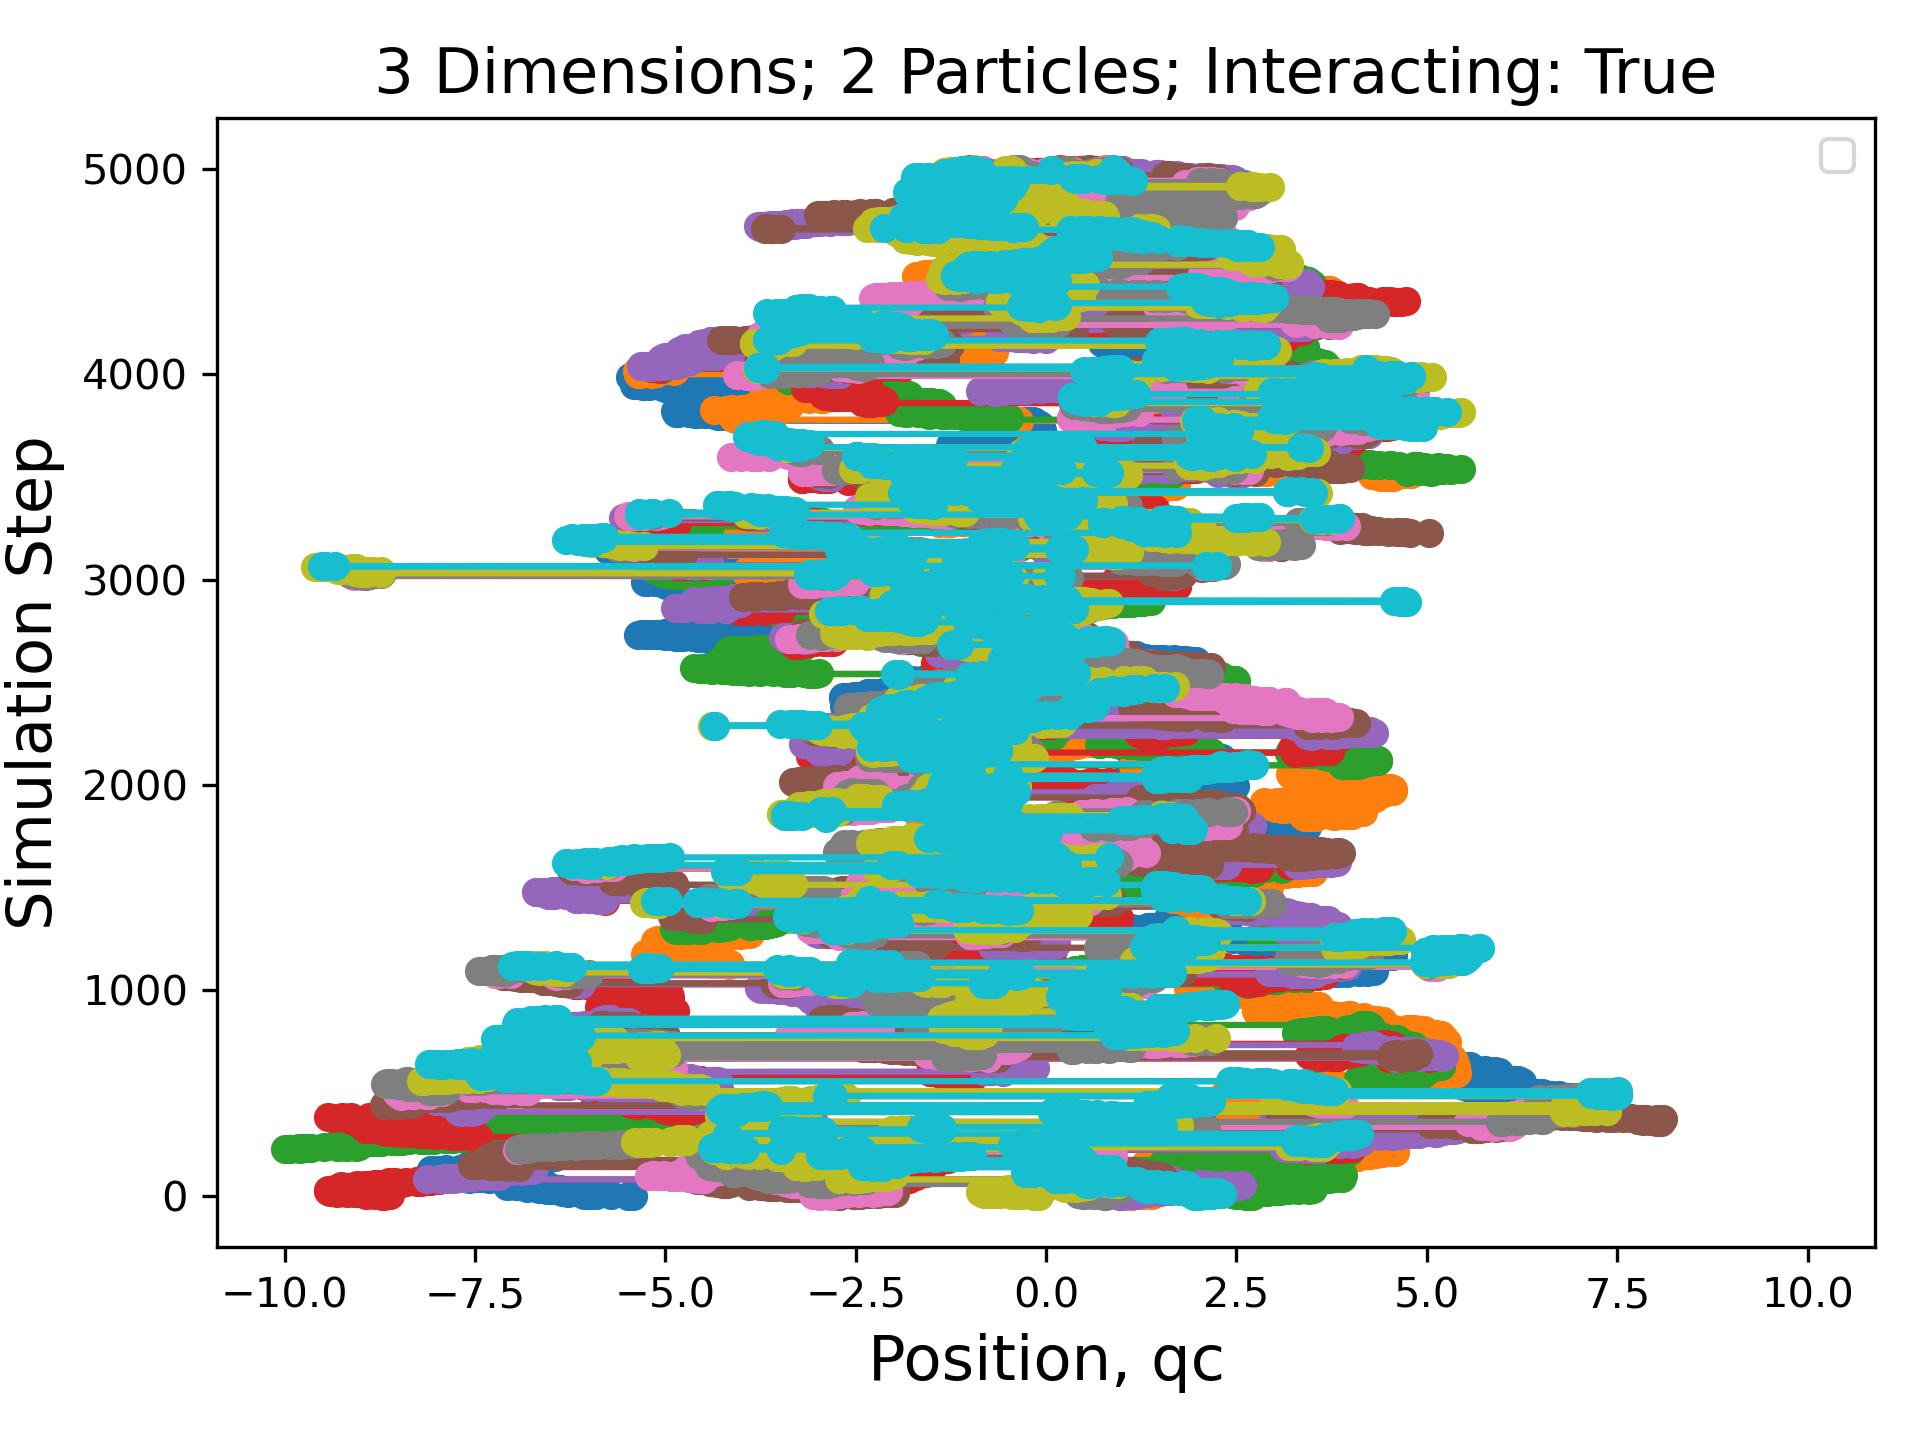 3 Dimensions; 2 Particles; Interacting: True
5000
4000
3000
2000
1000
0
Simulation Step
−10.0 −7.5 −5.0 −2.5 0.0 2.5 5.0 7.5 10.0
Position, qc